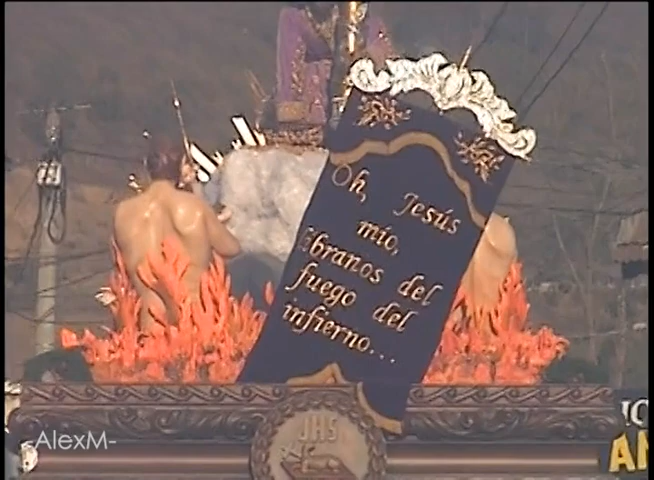 Oh, Jesús
mío,
líbranos del
fuego del
infierno...
JHS
-AlexM-